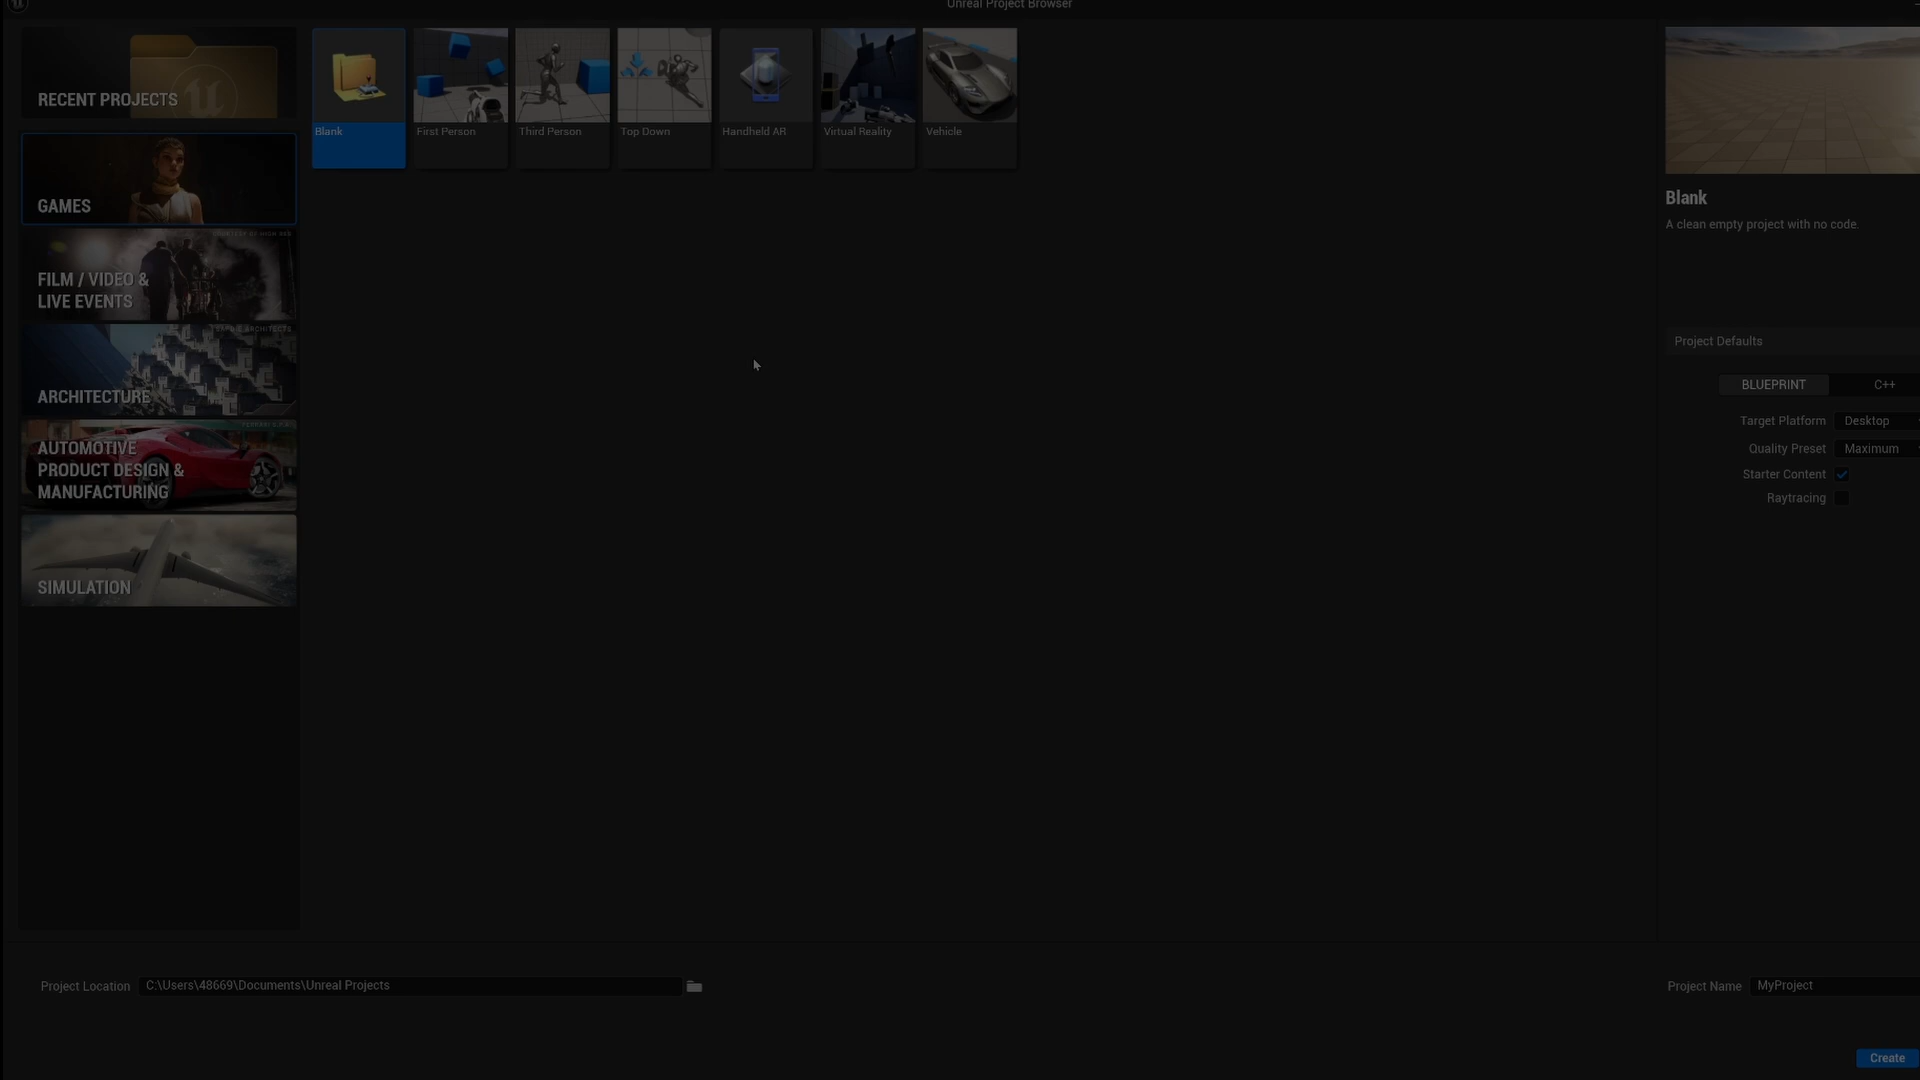 Unreal Project Browser
RECENT PROJECTS
GAMES
FILM / VIDEO &
LIVE EVENTS
ARCHITECTURE
AUTOMOTIVE
PRODUCT DESIGN &
MANUFACTURING
SIMULATION
Blank
First Person
Third Person
Top Down
Handheld AR
Virtual Reality
Vehicle
Blank
A clean empty project with no code.
Project Defaults
BLUEPRINT C++
Target Platform Desktop
Quality Preset Maximum
Starter Content
Raytracing
Project Location C:\Users\48669\Documents\Unreal Projects
Project Name MyProject
Create